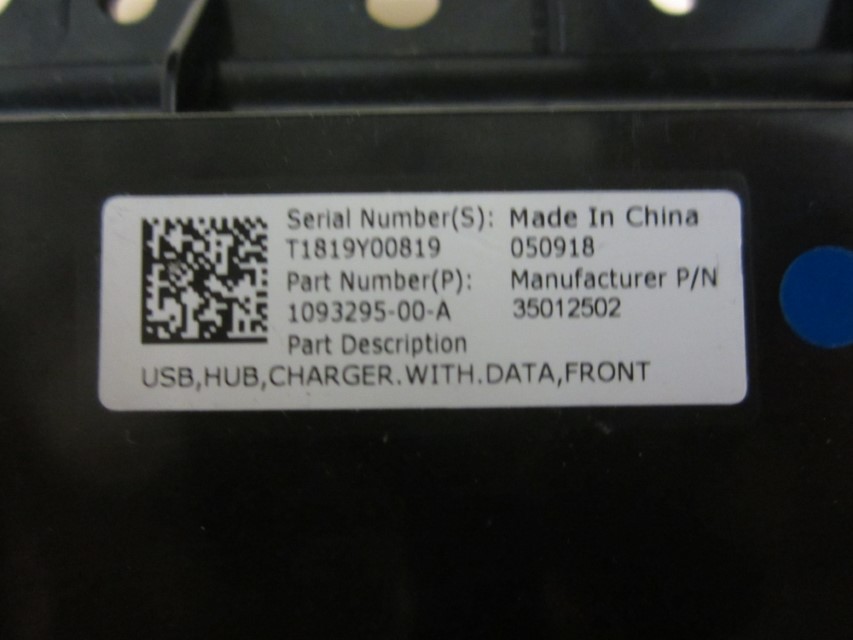 Serial Number(S): Made In China
T1819Y00819 050918
Part Number(P): Manufacturer P/N
1093295-00-A 35012502
Part Description
USB,HUB,CHARGER.WITH.DATA,FRONT